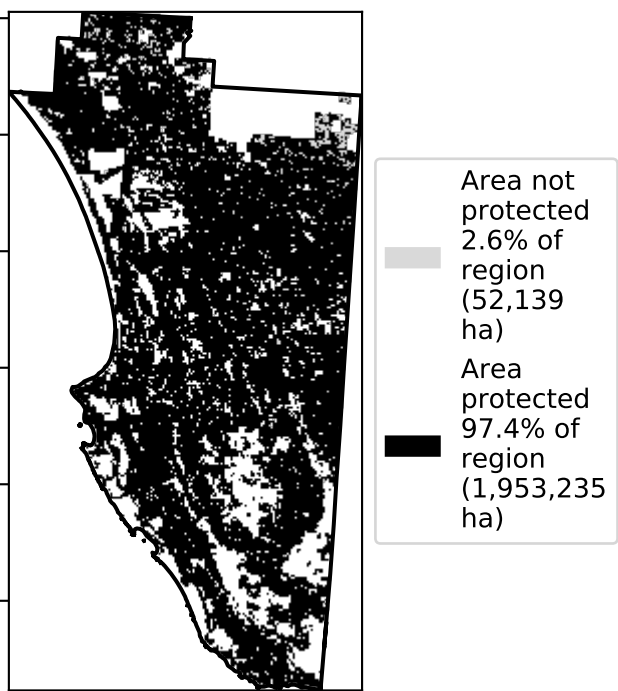 Area not
protected
2.6% of
region
(52,139
ha)
Area
protected
97.4% of
region
(1,953,235
ha)